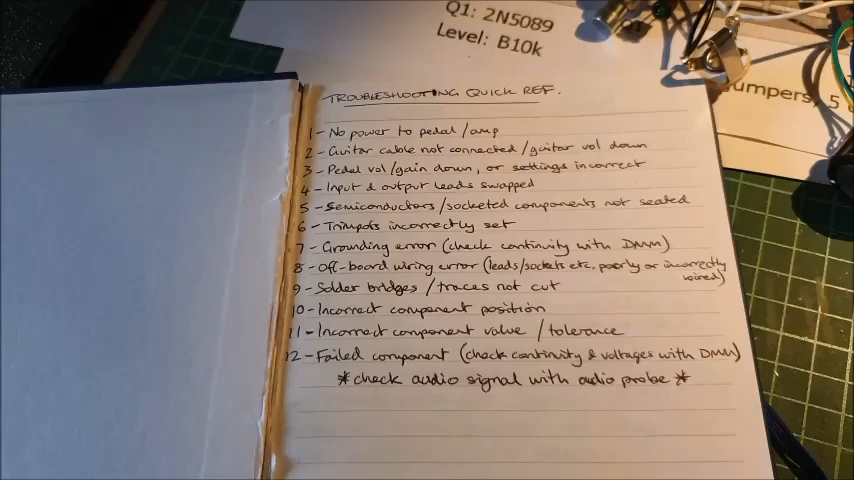 Q1: 2N5089
Level: B10k
umpers, 5
TROUBLESHOOTING QUICK REF.
1 - No power to pedal/amp
2 - Guitar cable not connected/guitar vol down
3 - Pedal vol/gain down, or settings incorrect
4 - Input & output leads swapped
5 - Semiconductors/socketed components not seated
6 - Trimpots incorrectly set
7 - Grounding error (check continuity with DMM)
8 - Off-board wiring error (leads/sockets etc, poorly or incorrectly
wired)
9 - Solder bridges/traces not cut
10 - Incorrect component position
11 - Incorrect component value/tolerance
12 - Failed component (check continuity & voltages with DMM)
*check audio signal with audio probe*